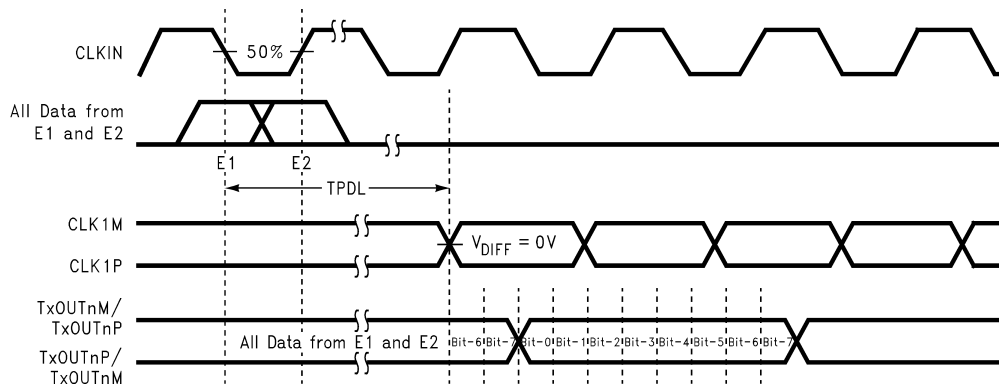 CLKIN
50%
All Data from
E1 and E2
E1 E2
TPDL
CLK1M
VDIFF = 0V
CLK1P
TxOUTnM/
TxOUTnP
All Data from E1 and E2 Bit-6 Bit-7 Bit-0 Bit-1 Bit-2 Bit-3 Bit-4 Bit-5 Bit-6 Bit-7
TxOUTnP/
TxOUTnM